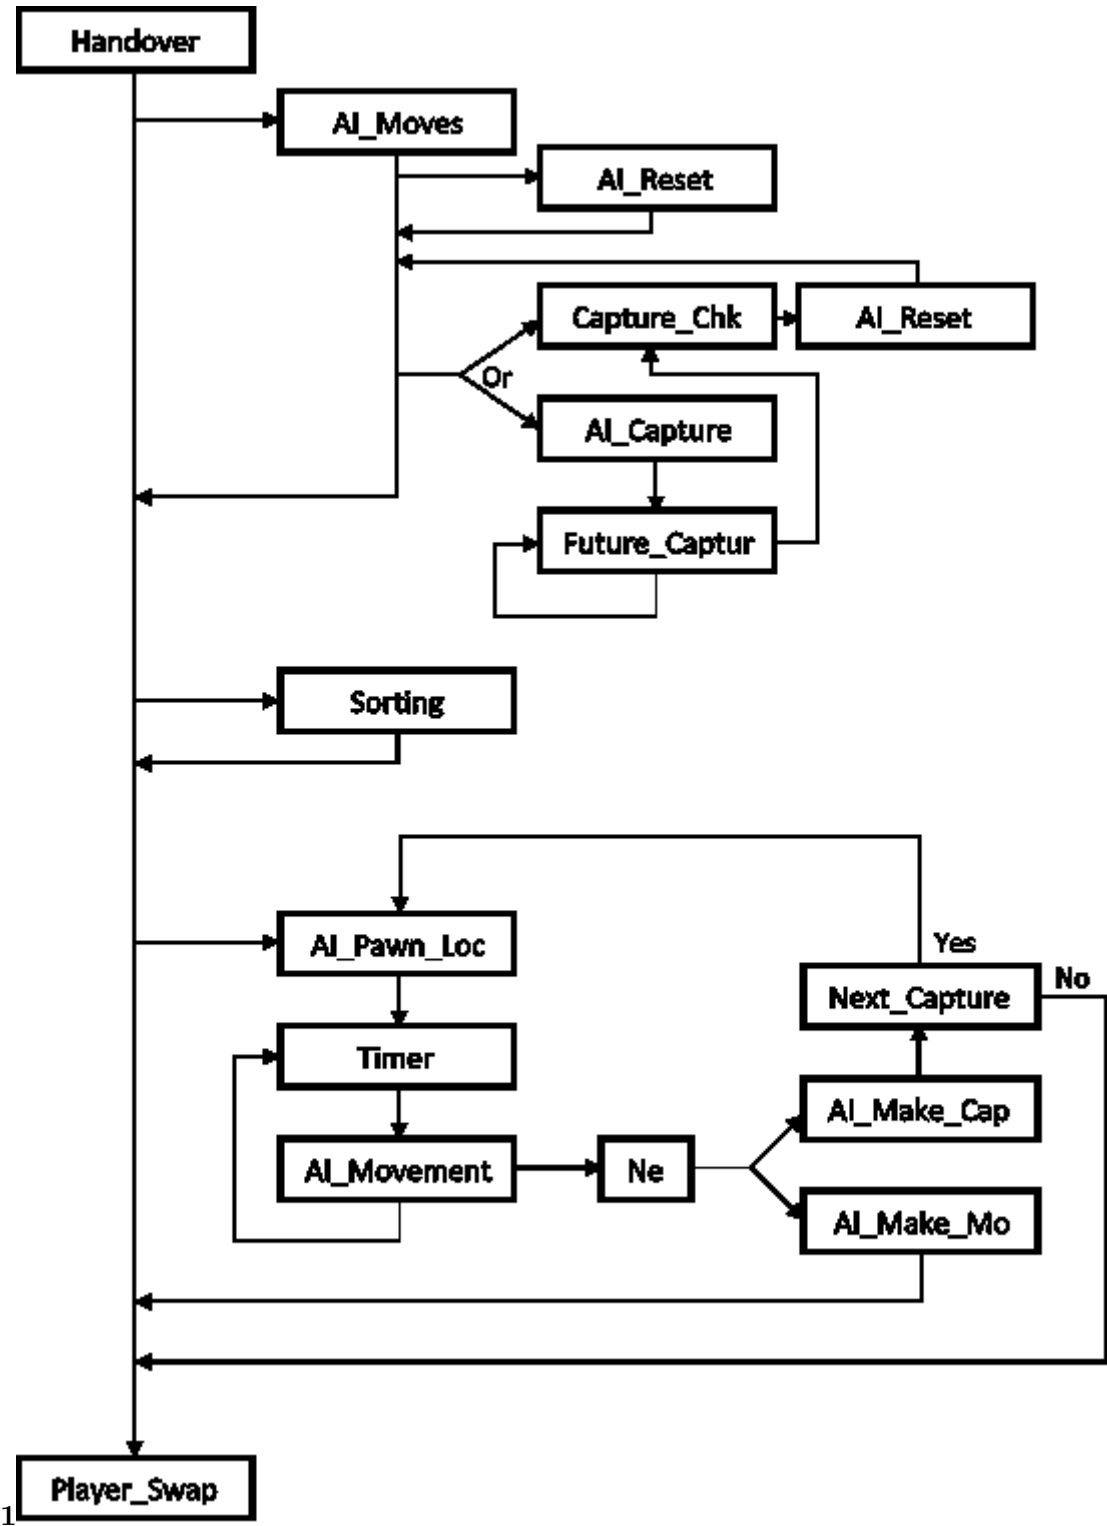 Handover
AI_Moves
AI_Reset
Capture_Chk
AI_Reset
Or
AI_Capture
Future_Captur
Sorting
AI_Pawn_Loc
Yes
Next_Capture
No
Timer
AI_Make_Cap
AI_Movement
Ne
AI_Make_Mo
Player_Swap
1